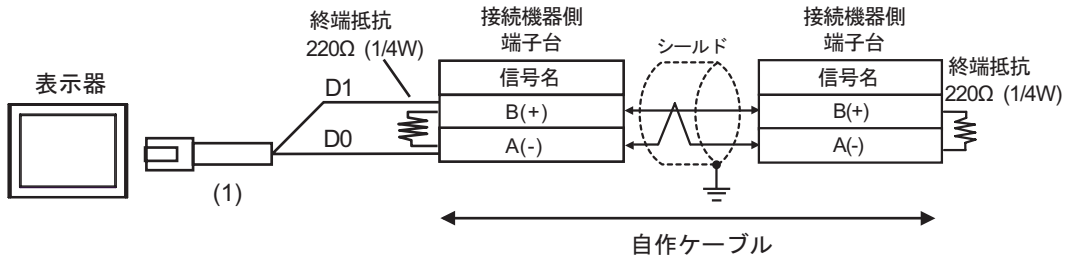 表示器
(1)
D1
D0
終端抵抗
220Ω (1/4W)
接続機器側
端子台
信号名
B(+)
A(-)
シールド
接続機器側
端子台
信号名
B(+)
A(-)
終端抵抗
220Ω (1/4W)
自作ケーブル